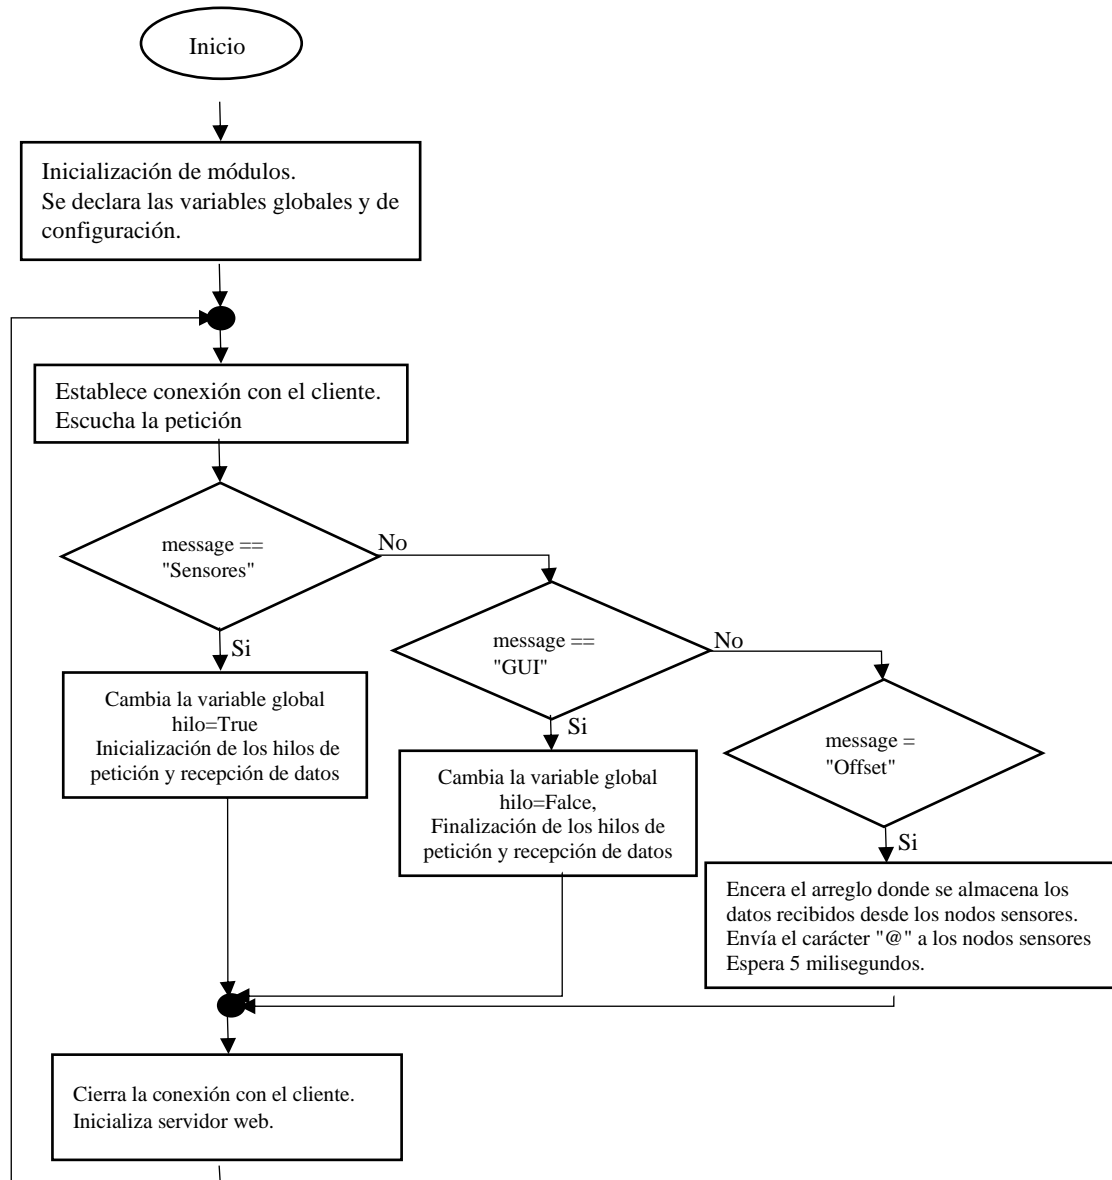 Inicio
Inicialización de módulos.
Se declara las variables globales y de
configuración.
Establece conexión con el cliente.
Escucha la petición
message ==
"Sensores"
No
Si
message ==
"GUI"
No
Si
message =
"Offset"
Si
Cambia la variable global
hilo=True
Inicialización de los hilos de
petición y recepción de datos
Cambia la variable global
hilo=Falce,
Finalización de los hilos de
petición y recepción de datos
Encera el arreglo donde se almacena los
datos recibidos desde los nodos sensores.
Envía el carácter "@" a los nodos sensores
Espera 5 milisegundos.
Cierra la conexión con el cliente.
Inicializa servidor web.